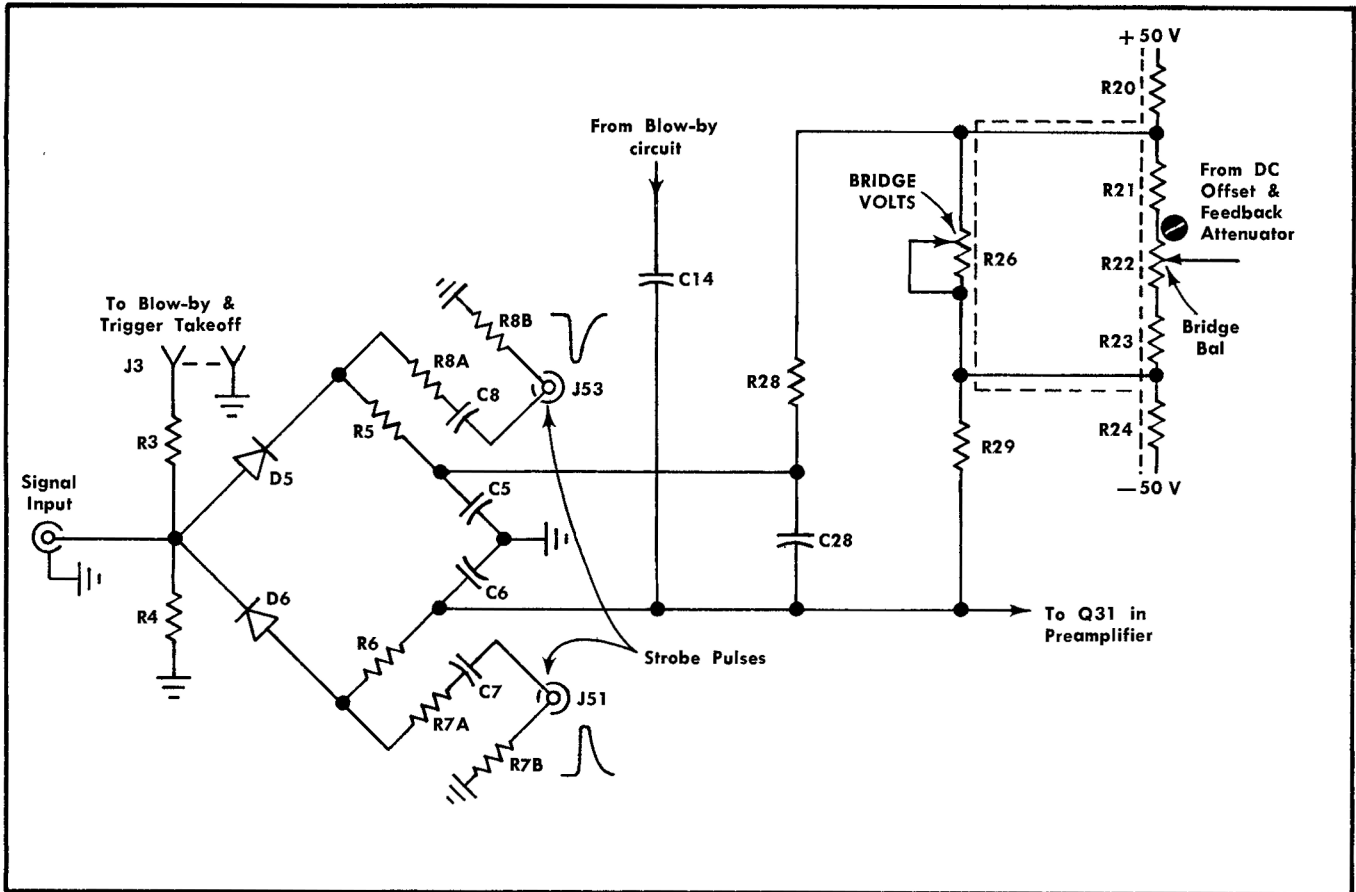 + 50 V
R20
From Blow-by
circuit
BRIDGE
VOLTS
R21
From DC
Offset &
Feedback
Attenuator
R26
R22
C14
To Blow-by &
Trigger Takeoff
J3
R8B
R8A
C8
J53
R23
Bridge
Bal
R28
R3
R5
R29
R24
D5
— 50 V
Signal
Input
C5
C28
C6
D6
R4
R6
To Q31 in
Preamplifier
Strobe Pulses
C7
J51
R7A
R7B